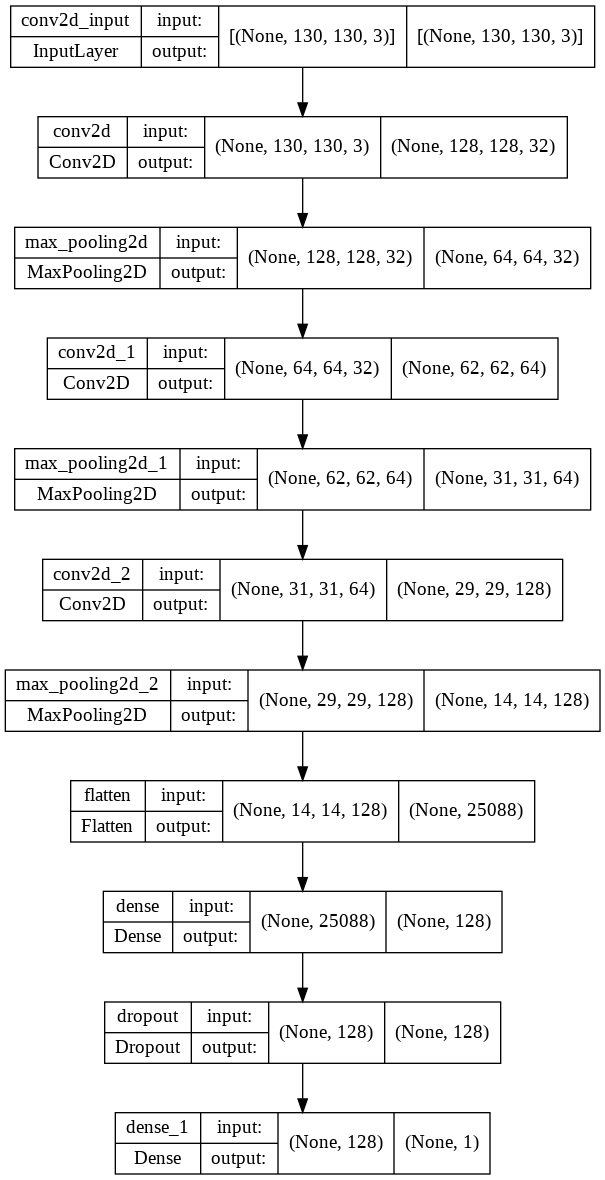 conv2d_input input: [(None, 130, 130, 3)] [(None, 130, 130, 3)]
InputLayer output:
conv2d input: (None, 130, 130, 3) (None, 128, 128, 32)
Conv2D output:
max_pooling2d input: (None, 128, 128, 32) (None, 64, 64, 32)
MaxPooling2D output:
conv2d_1 input: (None, 64, 64, 32) (None, 62, 62, 64)
Conv2D output:
max_pooling2d_1 input: (None, 62, 62, 64) (None, 31, 31, 64)
MaxPooling2D output:
conv2d_2 input: (None, 31, 31, 64) (None, 29, 29, 128)
Conv2D output:
max_pooling2d_2 input: (None, 29, 29, 128) (None, 14, 14, 128)
MaxPooling2D output:
flatten input: (None, 14, 14, 128) (None, 25088)
Flatten output:
dense input: (None, 25088) (None, 128)
Dense output:
dropout input: (None, 128) (None, 128)
Dropout output:
dense_1 input: (None, 128) (None, 1)
Dense output: